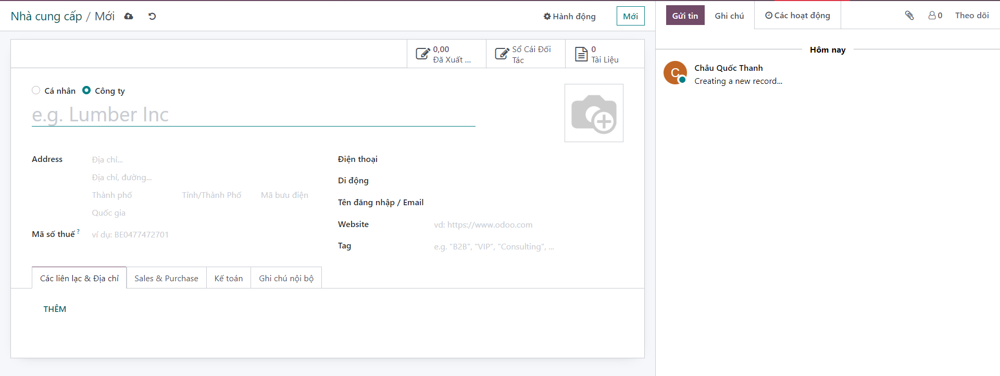 Nhà cung cấp / Mới
Hành động
Mới
Gửi tin
Ghi chú
Các hoạt động
0
Theo dõi
0,00
Đã Xuất ...
Sổ Cái Đối
Tác
0
Tài Liệu
Hôm nay
C
Châu Quốc Thanh
Creating a new record...
Cá nhân
Công ty
e.g. Lumber Inc
Address
Địa chỉ...
Địa chỉ, đường...
Thành phố
Tỉnh/Thành Phố
Mã bưu điện
Quốc gia
Mã số thuế ?
ví dụ: BE0477472701
Điện thoại
Di động
Tên đăng nhập / Email
Website
vd: https://www.odoo.com
Tag
e.g. "B2B", "VIP", "Consulting", ...
Các liên lạc & Địa chỉ
Sales & Purchase
Kế toán
Ghi chú nội bộ
THÊM